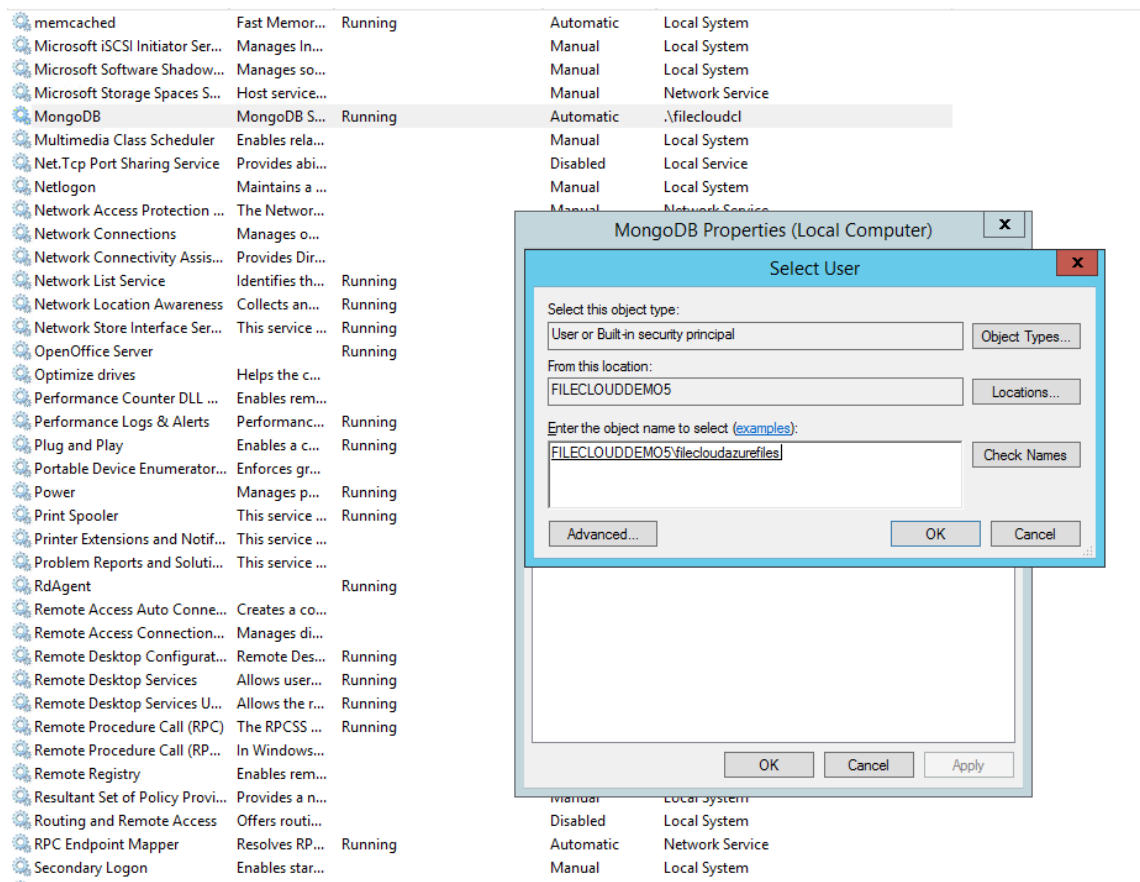 memcached Fast Memor... Running Automatic Local System
Microsoft iSCSI Initiator Ser... Manages In... Manual Local System
Microsoft Software Shadow... Manages so... Manual Local System
Microsoft Storage Spaces S... Host service... Manual Network Service
MongoDB MongoDB S... Running Automatic .\filecloudcl
Multimedia Class Scheduler Enables rela... Manual Local System
Net.Tcp Port Sharing Service Provides abi... Disabled Local Service
Netlogon Maintains a ... Manual Local System
Network Access Protection ... The Networ... Manual Network Service
Network Connections Manages o...
Network Connectivity Assis... Provides Dir...
Network List Service Identifies th... Running
Network Location Awareness Collects an... Running
Network Store Interface Ser... This service ... Running
OpenOffice Server Running
Optimize drives Helps the c...
Performance Counter DLL ... Enables rem...
Performance Logs & Alerts Performanc... Running
Plug and Play Enables a c... Running
Portable Device Enumerator... Enforces gr...
Power Manages p... Running
Print Spooler This service ... Running
Printer Extensions and Notif... This service ...
Problem Reports and Soluti... This service ...
RdAgent Running
Remote Access Auto Conne... Creates a co...
Remote Access Connection... Manages di...
Remote Desktop Configurat... Remote Des... Running
Remote Desktop Services Allows user... Running
Remote Desktop Services U... Allows the r... Running
Remote Procedure Call (RPC) The RPCSS ... Running
Remote Procedure Call (RP... In Windows...
Remote Registry Enables rem...
Resultant Set of Policy Provi... Provides a n... Manual Local System
Routing and Remote Access Offers routi... Disabled Local System
RPC Endpoint Mapper Resolves RP... Running Automatic Network Service
Secondary Logon Enables star... Manual Local System
MongoDB Properties (Local Computer) x
Select User x
Select this object type:
User or Built-in security principal Object Types...
From this location:
FILECLOUDDEMO5 Locations...
Enter the object name to select (examples):
FILECLOUDDEMO5\filecloudazurefiles Check Names
Advanced... OK Cancel
OK Cancel Apply